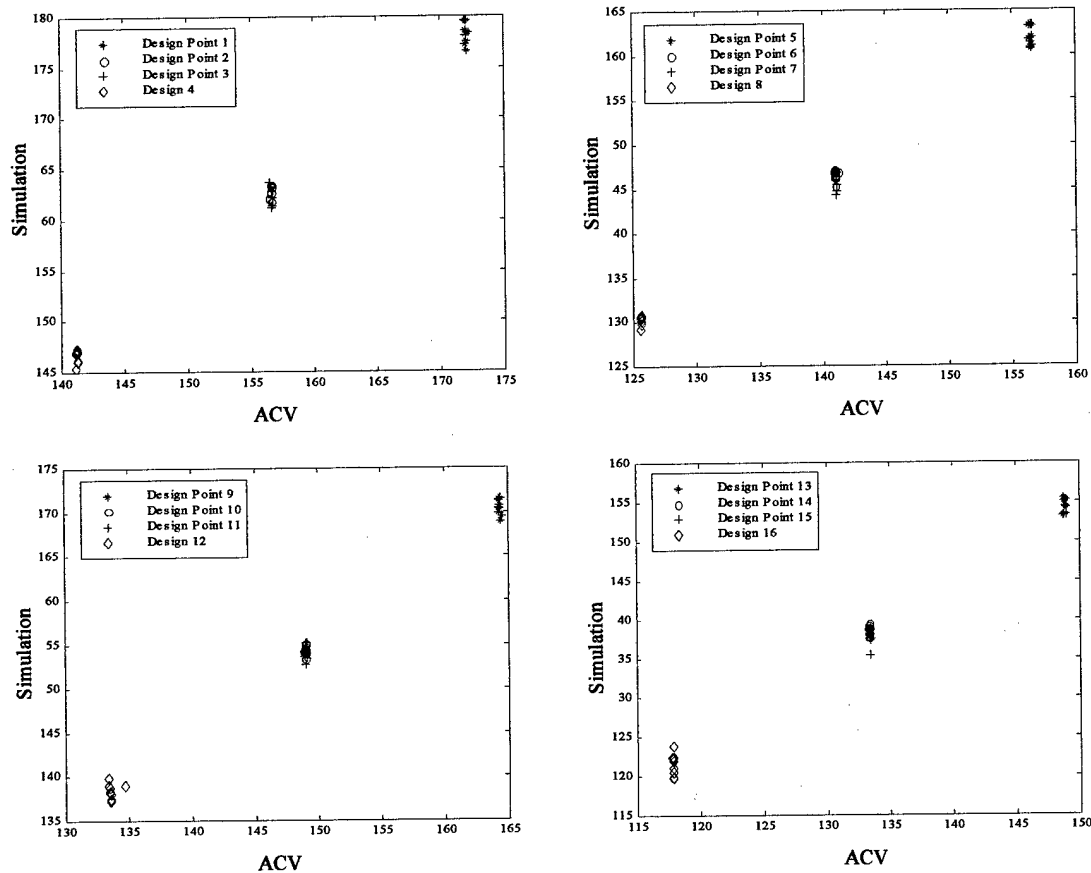 180
175
170
65
60
55
150
145
Simulation
Design Point 1
Design Point 2
Design Point 3
Design 4
140 145 150 155 160 165 170 175
ACV
165
160
155
50
45
40
135
130
125
Simulation
Design Point 5
Design Point 6
Design Point 7
Design 8
125 130 135 140 145 150 155 160
ACV
175
170
165
60
55
50
145
140
135
Simulation
Design Point 9
Design Point 10
Design Point 11
Design 12
130 135 140 145 150 155 160 165
ACV
160
155
150
45
40
35
130
125
120
115
Simulation
Design Point 13
Design Point 14
Design Point 15
Design 16
115 125 125 130 135 140 145 150
ACV